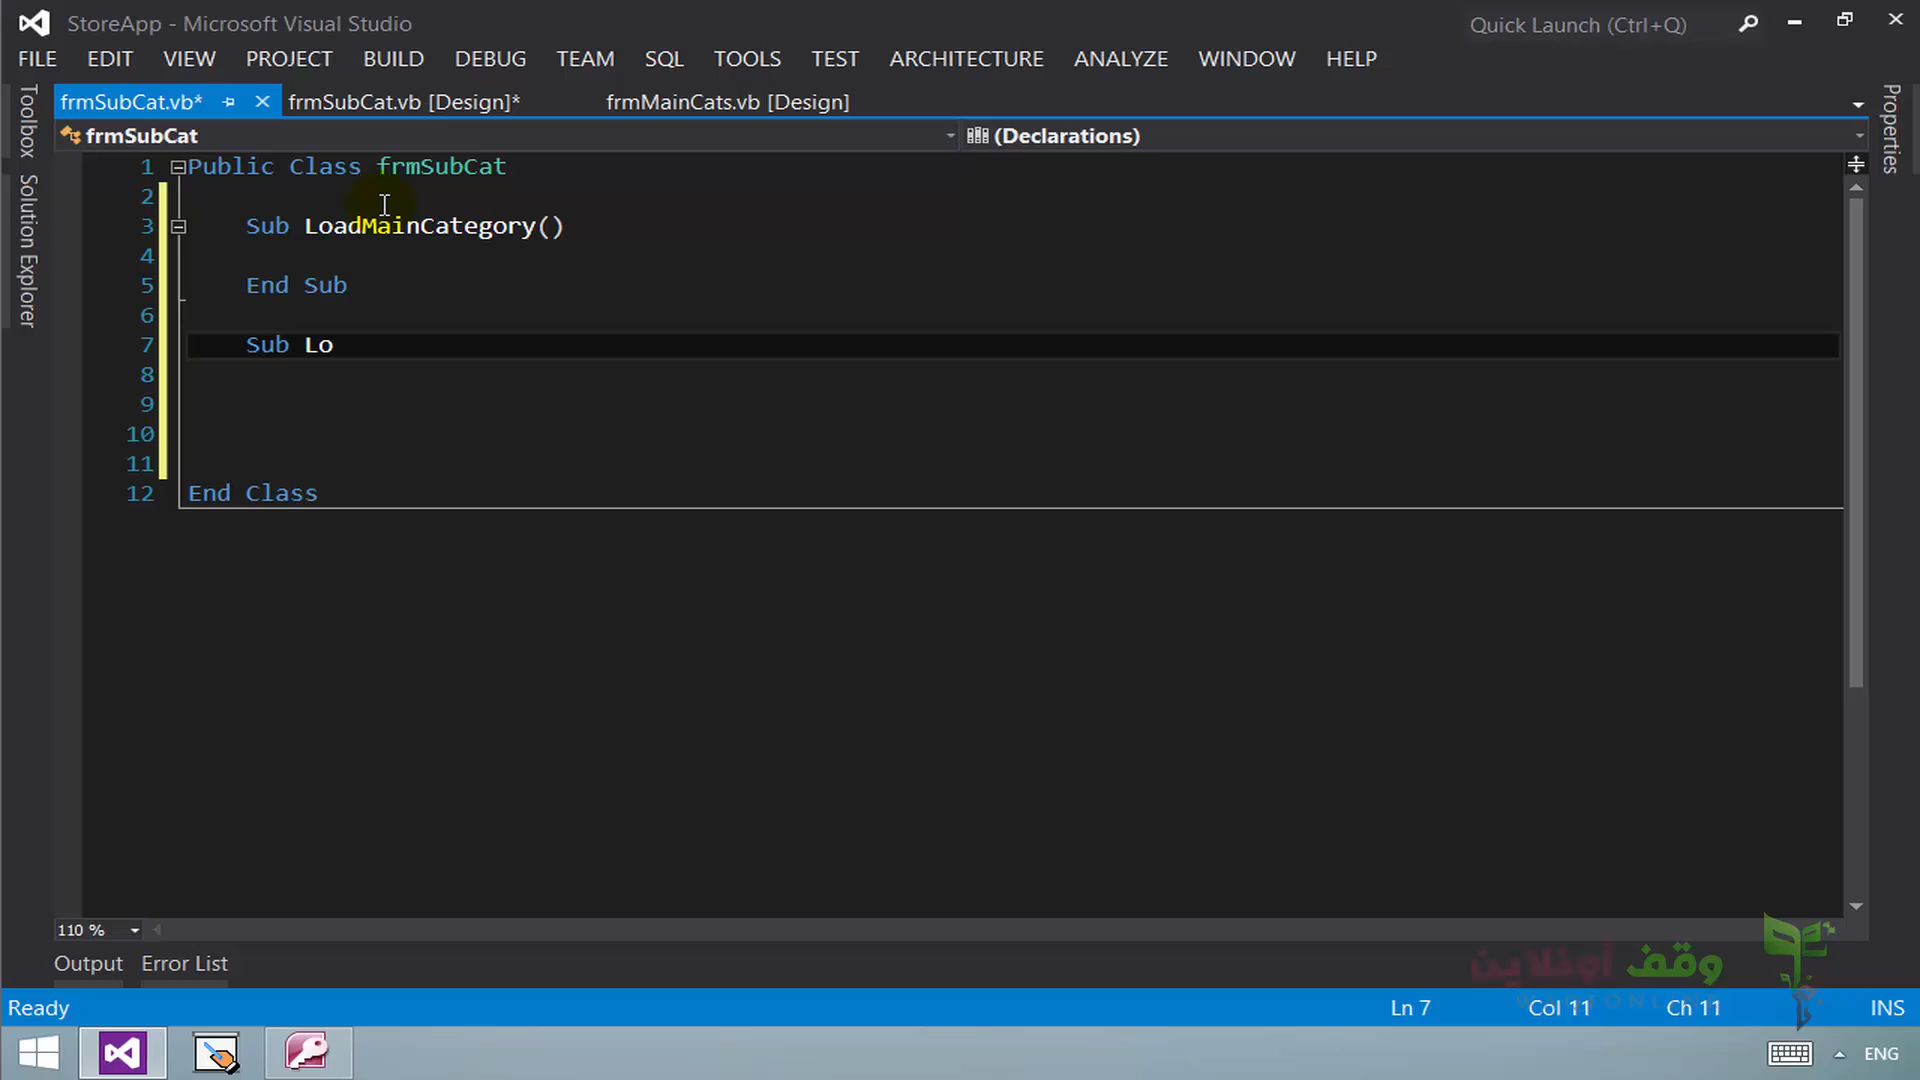 StoreApp - Microsoft Visual Studio
Quick Launch (Ctrl+Q)
FILE EDIT VIEW PROJECT BUILD DEBUG TEAM SQL TOOLS TEST ARCHITECTURE ANALYZE WINDOW HELP
frmSubCat.vb* frmSubCat.vb [Design]* frmMainCats.vb [Design]
frmSubCat (Declarations)
Toolbox
Solution Explorer
Properties
1 Public Class frmSubCat
2
3 Sub LoadMainCategory()
4
5 End Sub
6
7 Sub Lo
8
9
10
11
12 End Class
110 %
Output Error List
وقف أونلاين
Ready Ln 7 Col 11 Ch 11 INS
ENG